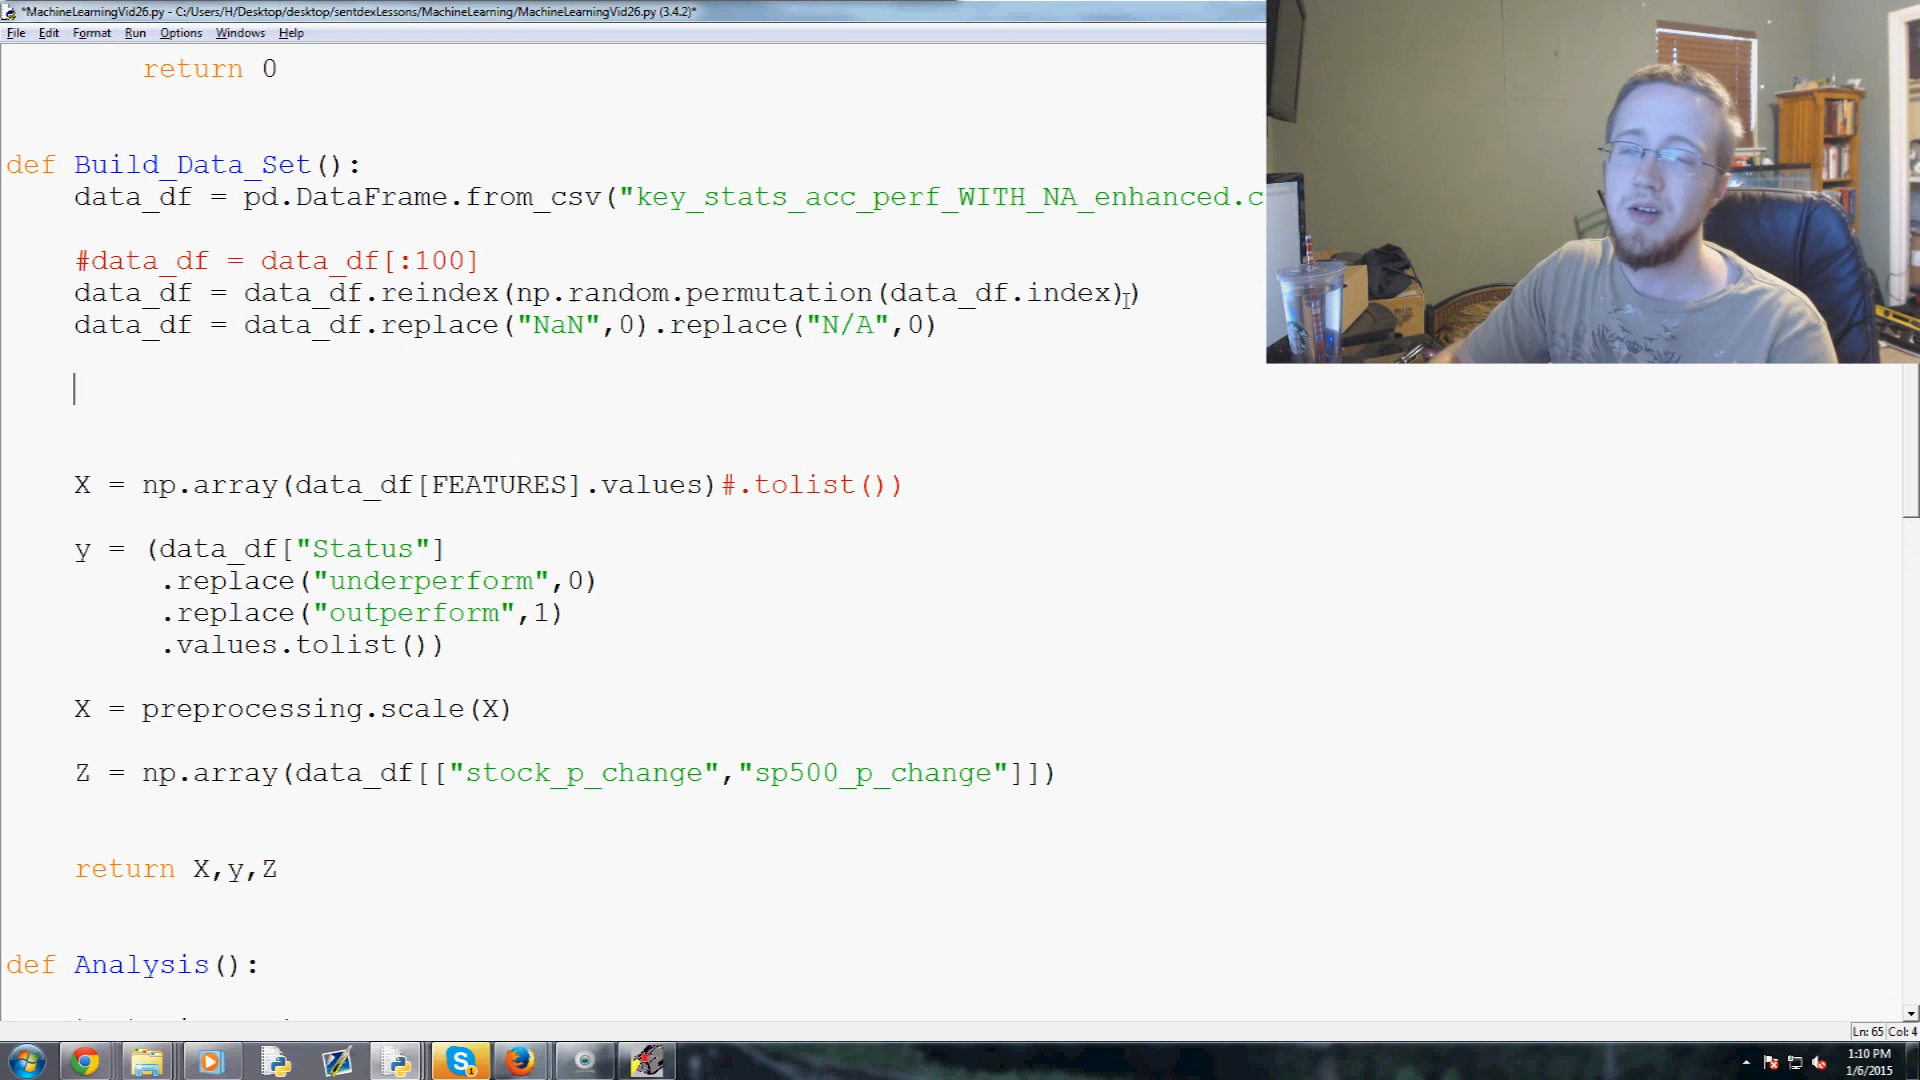 *MachineLearningVid26.py - C:/Users/H/Desktop/desktop/sentdexLessons/MachineLearning/MachineLearningVid26.py (3.4.2)*
File Edit Format Run Options Windows Help
return 0
def Build_Data_Set():
data_df = pd.DataFrame.from_csv("key_stats_acc_perf_WITH_NA_enhanced.c
#data_df = data_df[:100]
data_df = data_df.reindex(np.random.permutation(data_df.index))
data_df = data_df.replace("NaN",0).replace("N/A",0)
X = np.array(data_df[FEATURES].values)#.tolist())
y = (data_df["Status"]
.replace("underperform",0)
.replace("outperform",1)
.values.tolist())
X = preprocessing.scale(X)
Z = np.array(data_df[["stock_p_change","sp500_p_change"]])
return X,y,Z
def Analysis():
Ln: 65 Col: 4
1:10 PM
1/6/2015